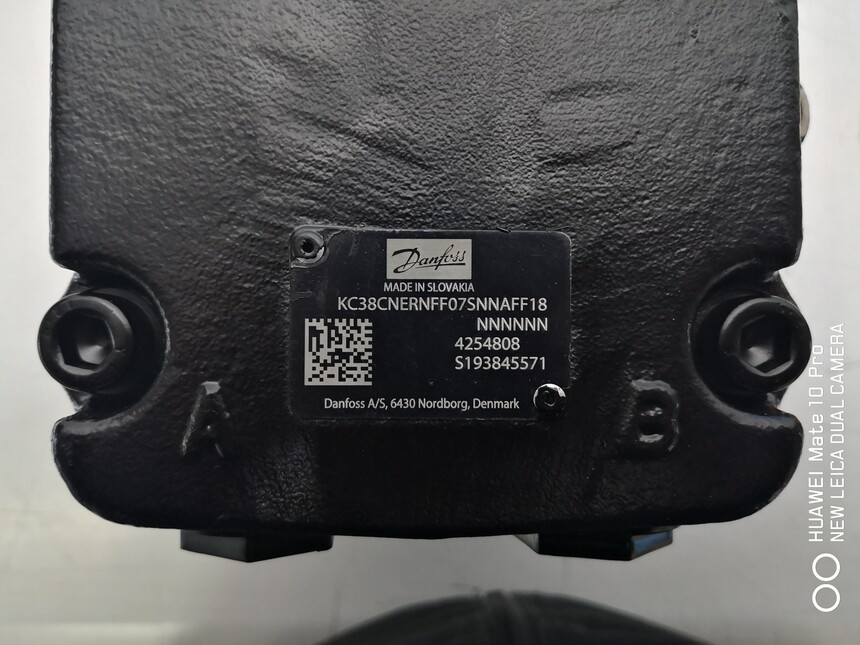 Danfoss
MADE IN SLOVAKIA
KC38CNERNFF07SNNAFF18
NNNNNN
4254808
S193845571
Danfoss A/S, 6430 Nordborg, Denmark
A
B
HUAWEI Mate 10 Pro
NEW LEICA DUAL CAMERA